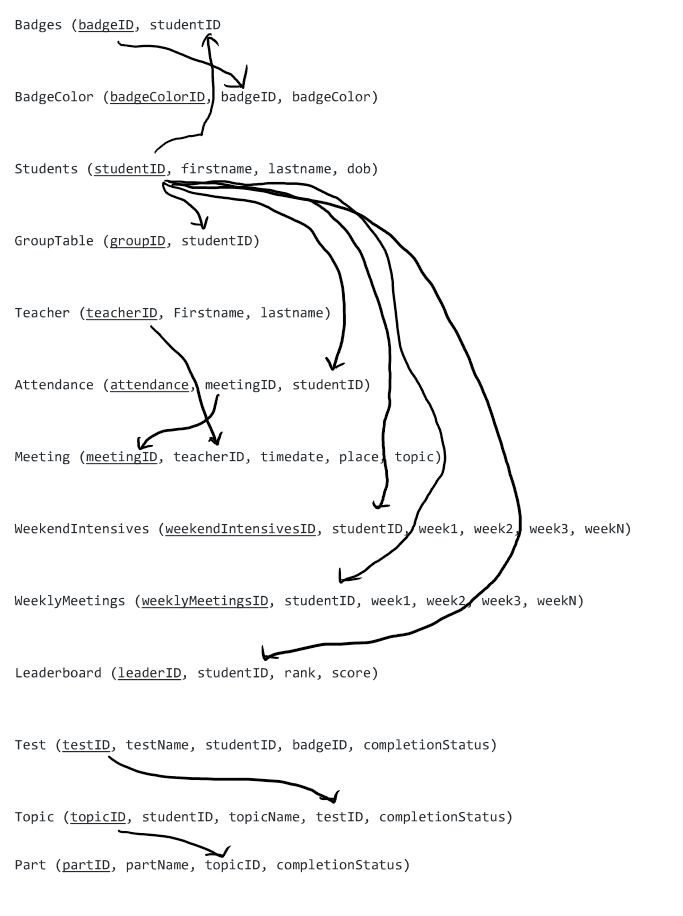 Badges (badgeID, studentID
BadgeColor (badgeColorID, badgeID, badgeColor)
Students (studentID, firstname, lastname, dob)
GroupTable (groupID, studentID)
Teacher (teacherID, Firstname, lastname)
Attendance (attendance, meetingID, studentID)
Meeting (meetingID, teacherID, timedate, place, topic)
WeekendIntensives (weekendIntensivesID, studentID, week1, week2, week3, weekN)
WeeklyMeetings (weeklyMeetingsID, studentID, week1, week2, week3, weekN)
Leaderboard (leaderID, studentID, rank, score)
Test (testID, testName, studentID, badgeID, completionStatus)
Topic (topicID, studentID, topicName, testID, completionStatus)
Part (partID, partName, topicID, completionStatus)